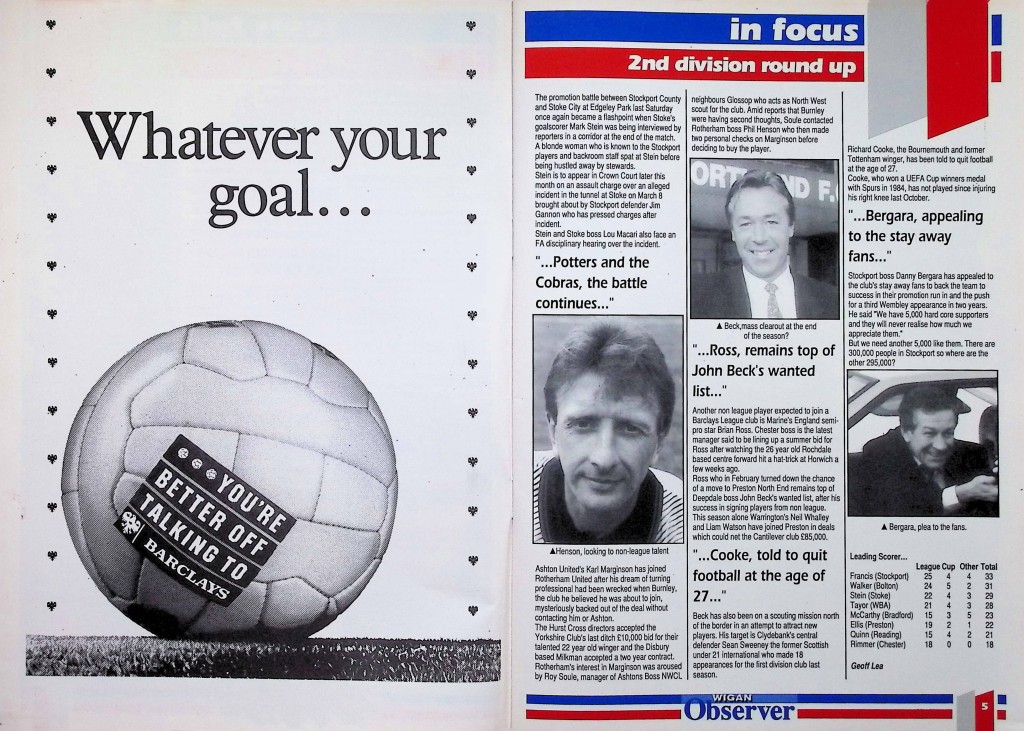 Whatever your
goal...
YOU'RE
BETTER OFF
TALKING TO
BARCLAYS
in focus
2nd division round up
The promotion battle between Stockport County
and Stoke City at Edgeley Park last Saturday
once again became a flashpoint when Stoke's
goalscorer Mark Stein was being interviewed by
reporters in a corridor at the end of the match.
A blonde woman who is known to the Stockport
players and backroom staff spat at Stein before
being hustled away by stewards.
Stein is to appear in Crown Court later this
month on an assault charge over an alleged
incident in the tunnel at Stoke on March 8
brought about by Stockport defender Jim
Gannon who has pressed charges after
incident.
Stein and Stoke boss Lou Macari also face an
FA disciplinary hearing over the incident.
"...Potters and the
Cobras, the battle
continues..."
▲Henson, looking to non-league talent
Ashton United's Karl Marginson has joined
Rotherham United after his dream of turning
professional had been wrecked when Burnley,
the club he believed he was about to join,
mysteriously backed out of the deal without
contacting him or Ashton.
The Hurst Cross directors accepted the
Yorkshire Club's last ditch £10,000 bid for their
talented 22 year old winger and the Disbury
based Milkman accepted a two year contract.
Rotherham's interest in Marginson was aroused
by Roy Soule, manager of Ashtons Boss NWCL
neighbours Glossop who acts as North West
scout for the club. Amid reports that Burnley
were having second thoughts, Soule contacted
Rotherham boss Phil Henson who then made
two personal checks on Marginson before
deciding to buy the player.
▲ Beck,mass clearout at the end
of the season?
"...Ross, remains top of
John Beck's wanted
list..."
Another non league player expected to join a
Barclays League club is Marine's England semi-
pro star Brian Ross. Chester boss is the latest
manager said to be lining up a summer bid for
Ross after watching the 26 year old Rochdale
based centre forward hit a hat-trick at Horwich a
few weeks ago.
Ross who in February turned down the chance
of a move to Preston North End remains top of
Deepdale boss John Beck's wanted list, after his
success in signing players from non league.
This season alone Warrington's Neil Whalley
and Liam Watson have joined Preston in deals
which could net the Cantilever club £85,000.
"...Cooke, told to quit
football at the age of
27..."
Beck has also been on a scouting mission north
of the border in an attempt to attract new
players. His target is Clydebank's central
defender Sean Sweeney the former Scottish
under 21 international who made 18
appearances for the first division club last
season.
Richard Cooke, the Bournemouth and former
Tottenham winger, has been told to quit football
at the age of 27.
Cooke, who won a UEFA Cup winners medal
with Spurs in 1984, has not played since injuring
his right knee last October.
"...Bergara, appealing
to the stay away
fans..."
Stockport boss Danny Bergara has appealed to
the club's stay away fans to back the team to
success in their promotion run in and the push
for a third Wembley appearance in two years.
He said "We have 5,000 hard core supporters
and they will never realise how much we
appreciate them."
But we need another 5,000 like them. There are
300,000 people in Stockport so where are the
other 295,000?
▲ Bergara, plea to the fans.
Leading Scorer...
League Cup Other Total
Francis (Stockport) 25 4 4 33
Walker (Bolton) 24 5 2 31
Stein (Stoke) 22 4 3 29
Tayor (WBA) 21 4 3 28
McCarthy (Bradford) 15 3 5 23
Ellis (Preston) 19 2 1 22
Quinn (Reading) 15 4 2 21
Rimmer (Chester) 18 0 0 18
Geoff Lea
WIGAN
Observer
5